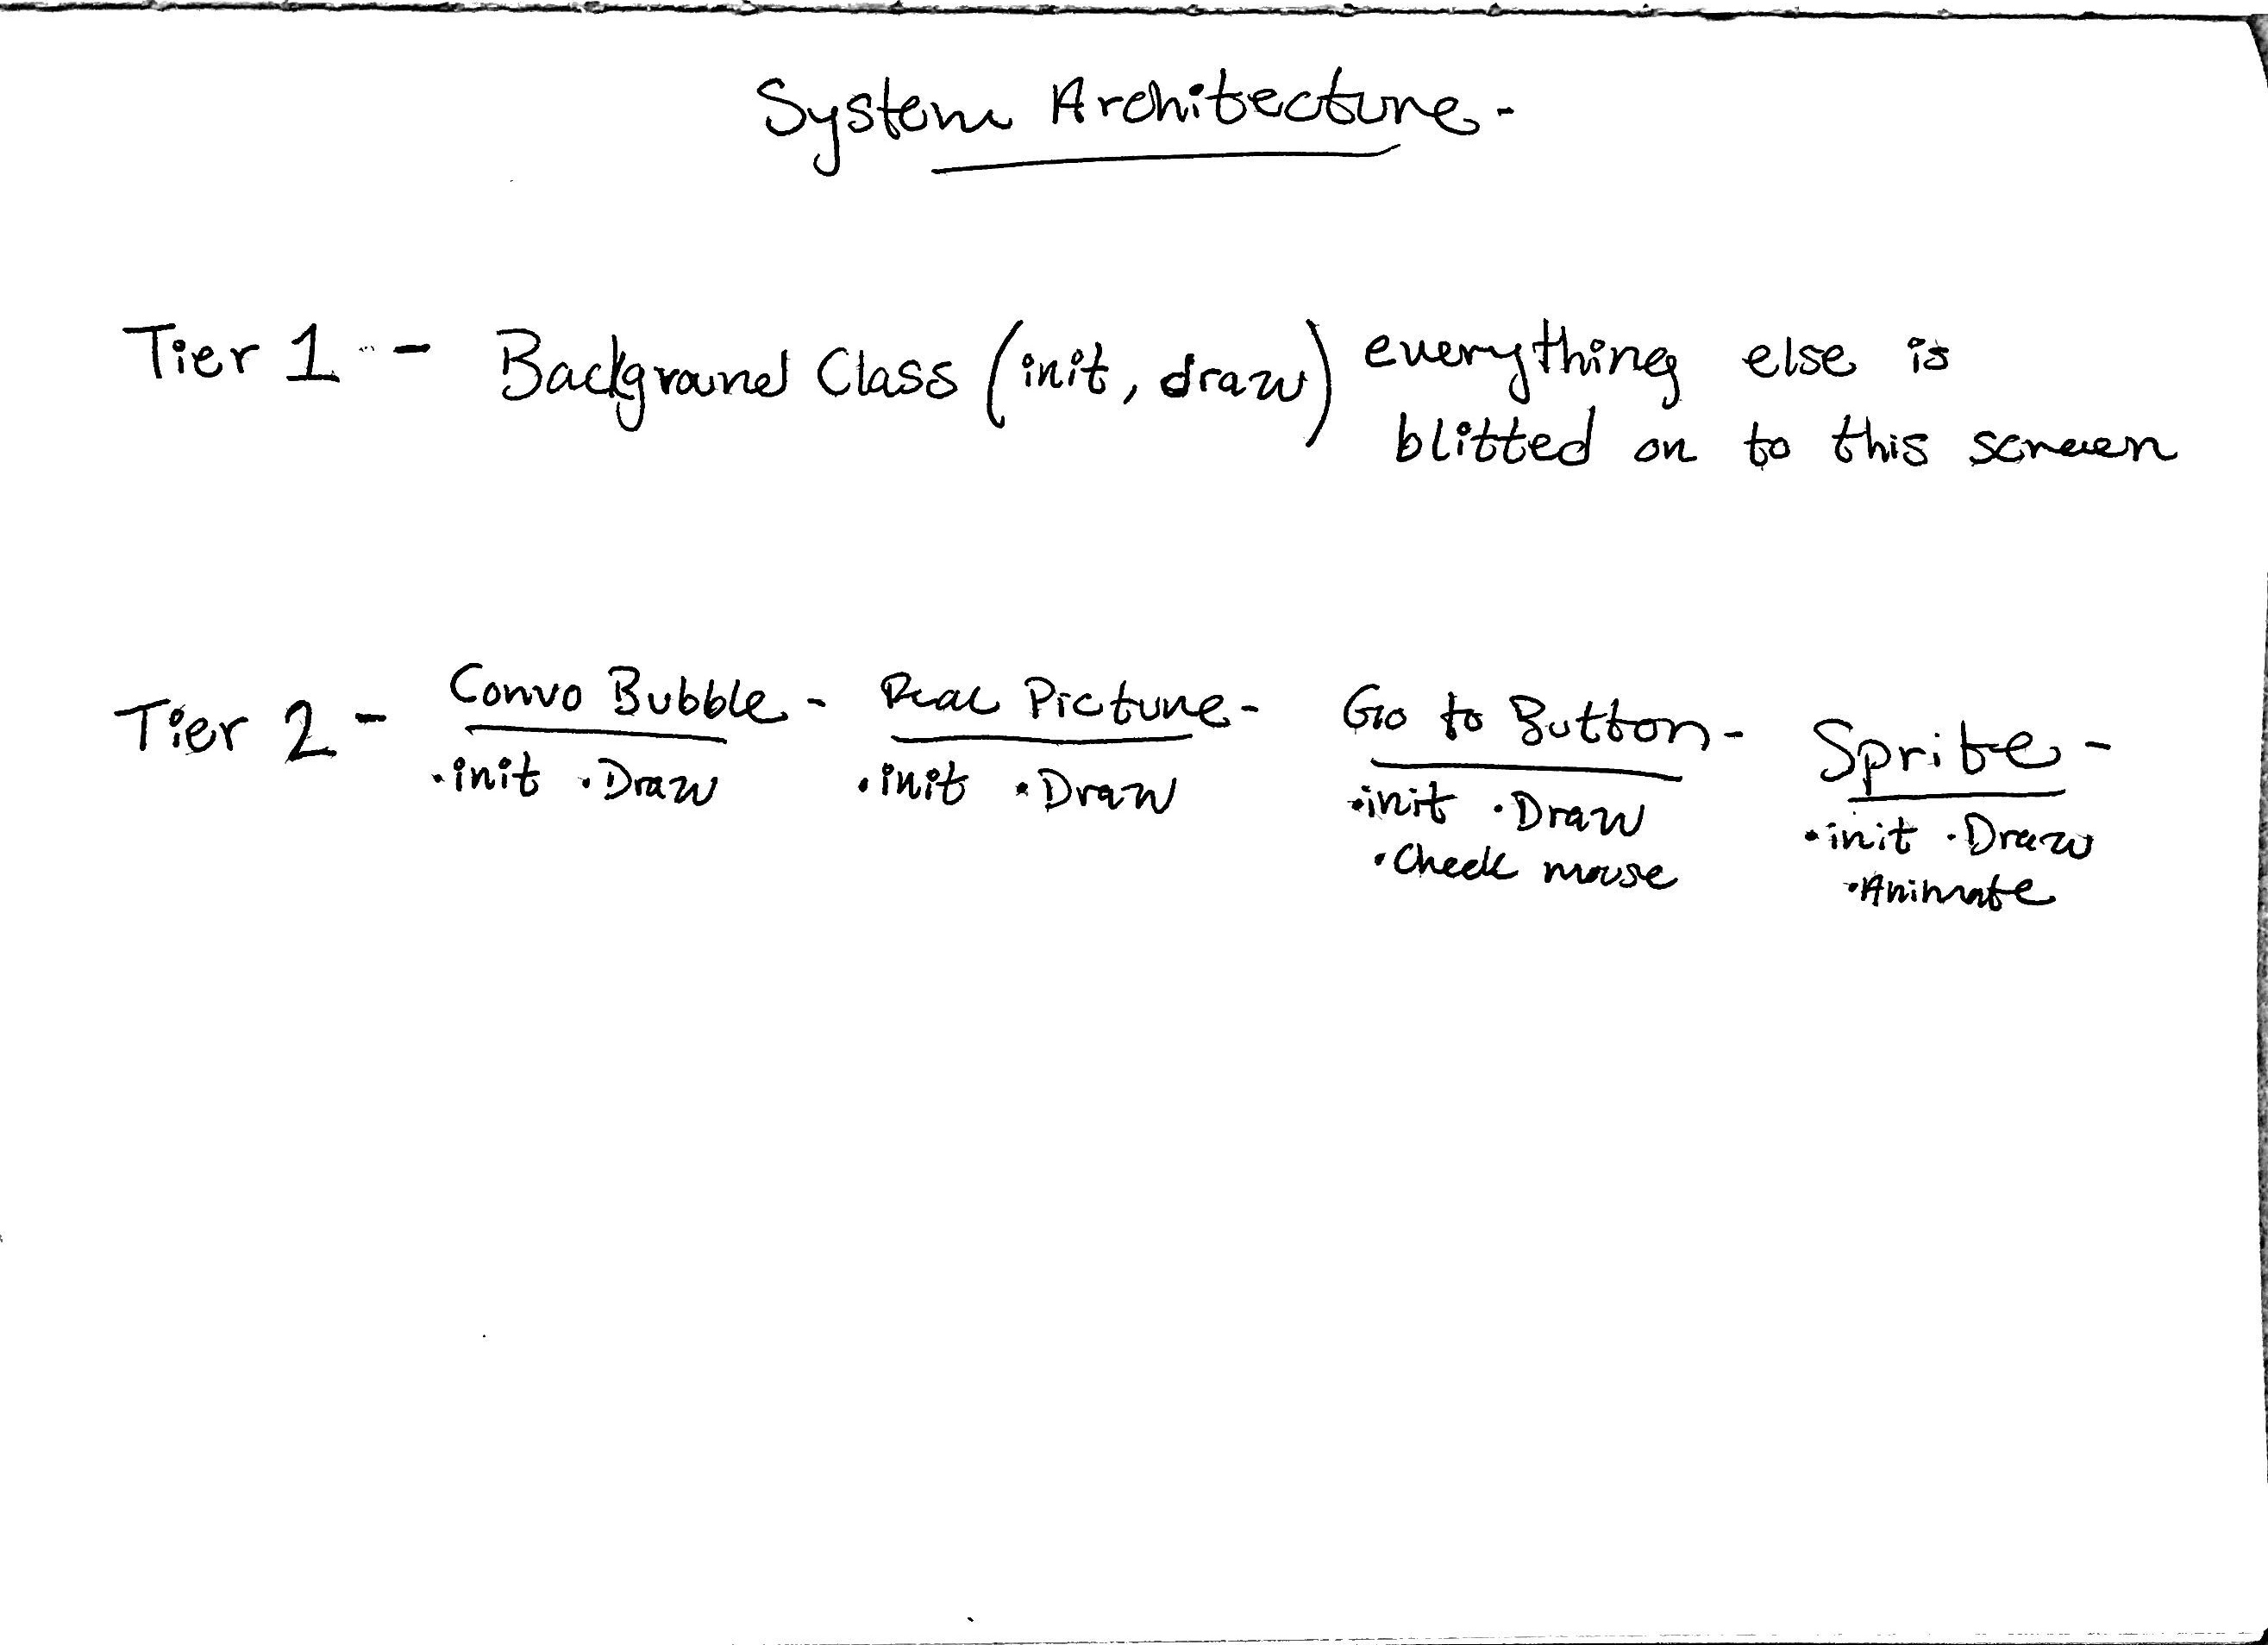 System Architecture -
Tier 1 - Background Class (init, draw) everything else is
blitted on to this screen
Tier 2 - Convo Bubble - Real Picture - Go to Button - Sprite -
• init • Draw • init • Draw • init • Draw • init • Draw
• Check mouse • Animate